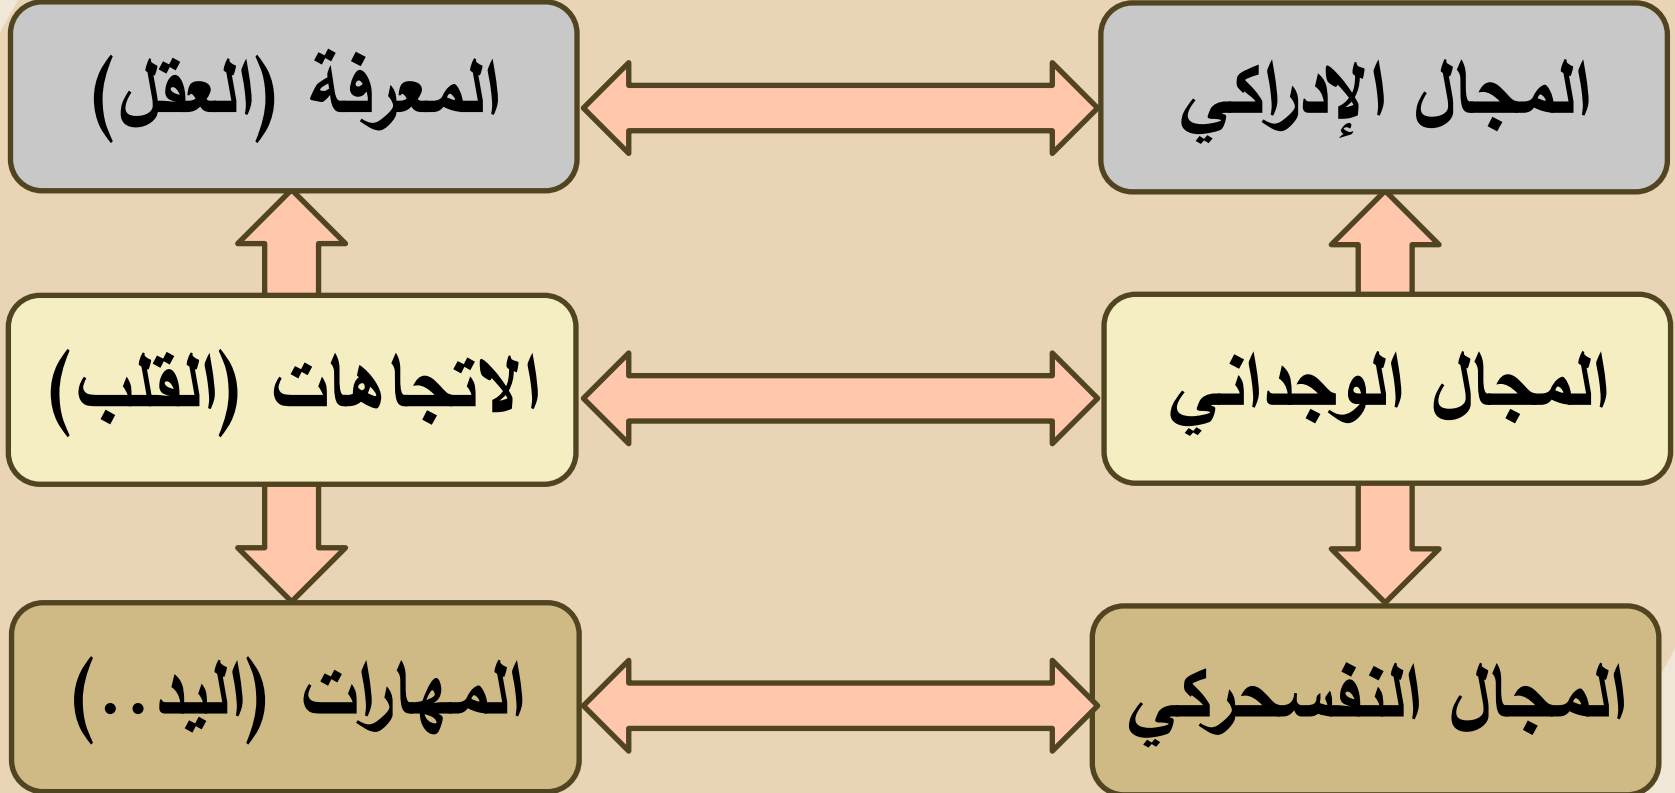 المجال الإدراكي
المعرفة (العقل)
المجال الوجداني
الاتجاهات (القلب)
المجال النفسحركي
المهارات (اليد..)